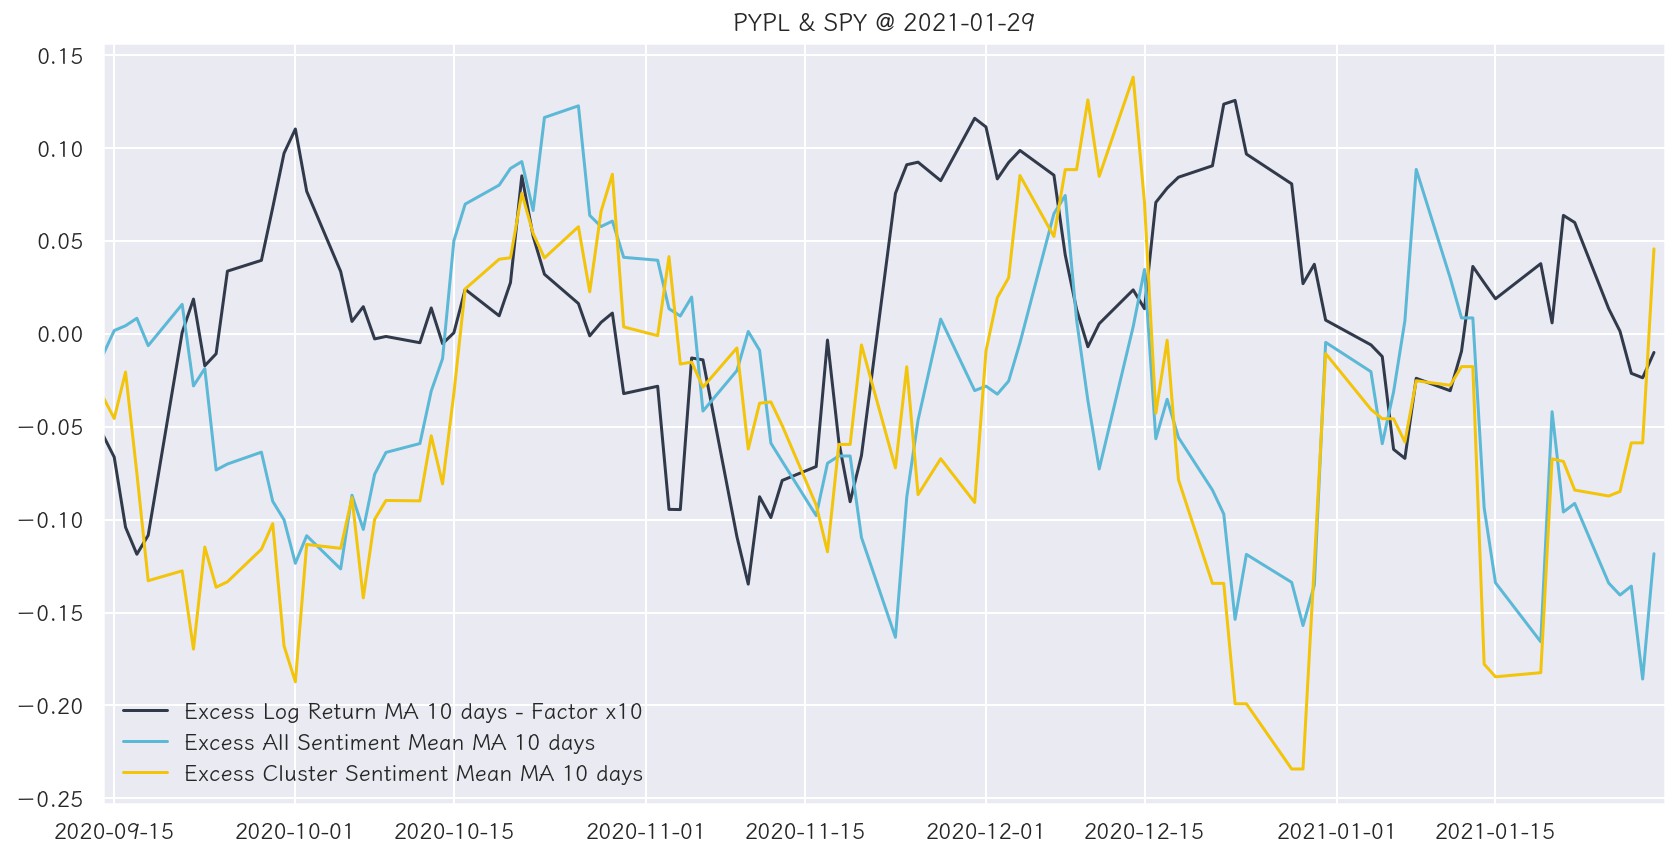 PYPL & SPY @ 2021-01-29
0.15
0.10
0.05
0.00
−0.05
−0.10
−0.15
−0.20
−0.25
Excess Log Return MA 10 days - Factor x10
Excess All Sentiment Mean MA 10 days
Excess Cluster Sentiment Mean MA 10 days
2020-09-15 2020-10-01 2020-10-15 2020-11-01 2020-11-15 2020-12-01 2020-12-15 2021-01-01 2021-01-15